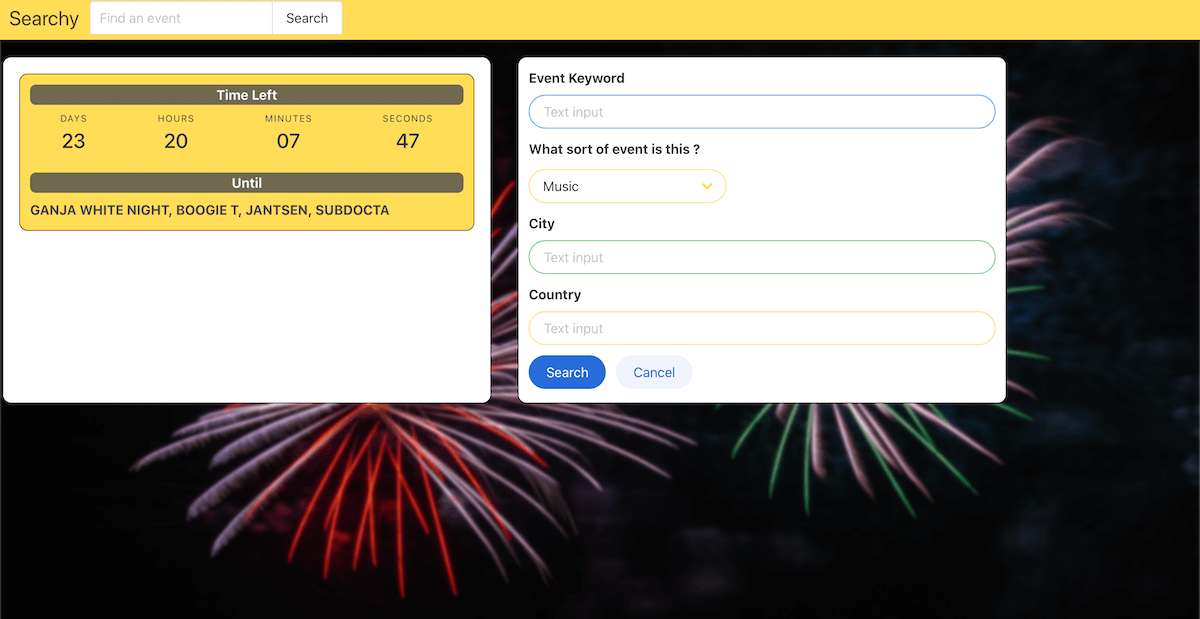 Searchy Find an event Search
Time Left
DAYS HOURS MINUTES SECONDS
23 20 07 47
Until
GANJA WHITE NIGHT, BOOGIE T, JANTSEN, SUBDOCTA
Event Keyword
Text input
What sort of event is this ?
Music
City
Text input
Country
Text input
Search Cancel